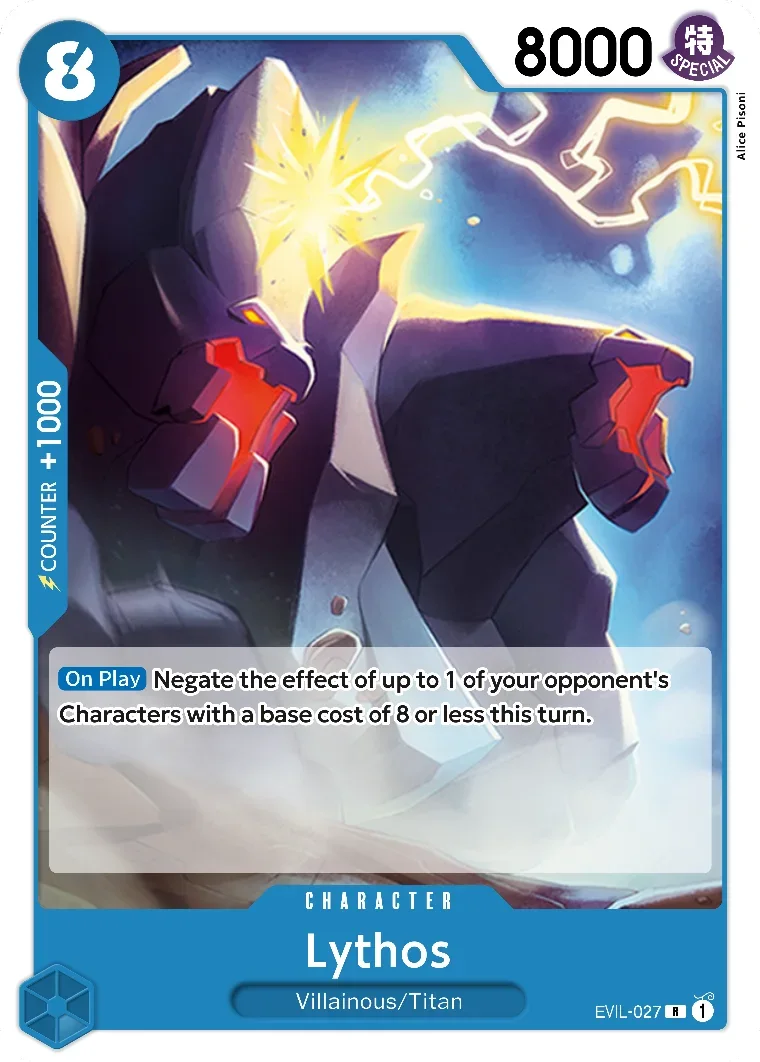 8
8000
特
SPECIAL
Alice Pisoni
COUNTER +1000
On Play Negate the effect of up to 1 of your opponent's
Characters with a base cost of 8 or less this turn.
CHARACTER
Lythos
Villainous/Titan
EVIL-027 R 1